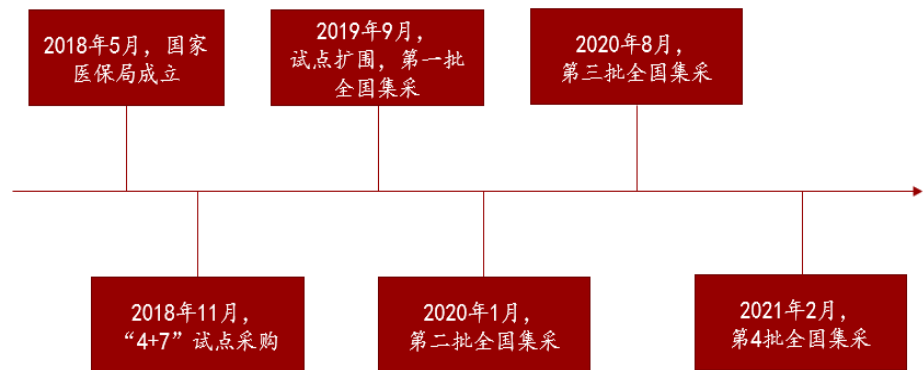 2018年5月，国家
医保局成立
2019年9月，
试点扩围，第一批
全国集采
2020年8月，
第三批全国集采
2018年11月，
“4+7”试点采购
2020年1月，
第二批全国集采
2021年2月，
第4批全国集采